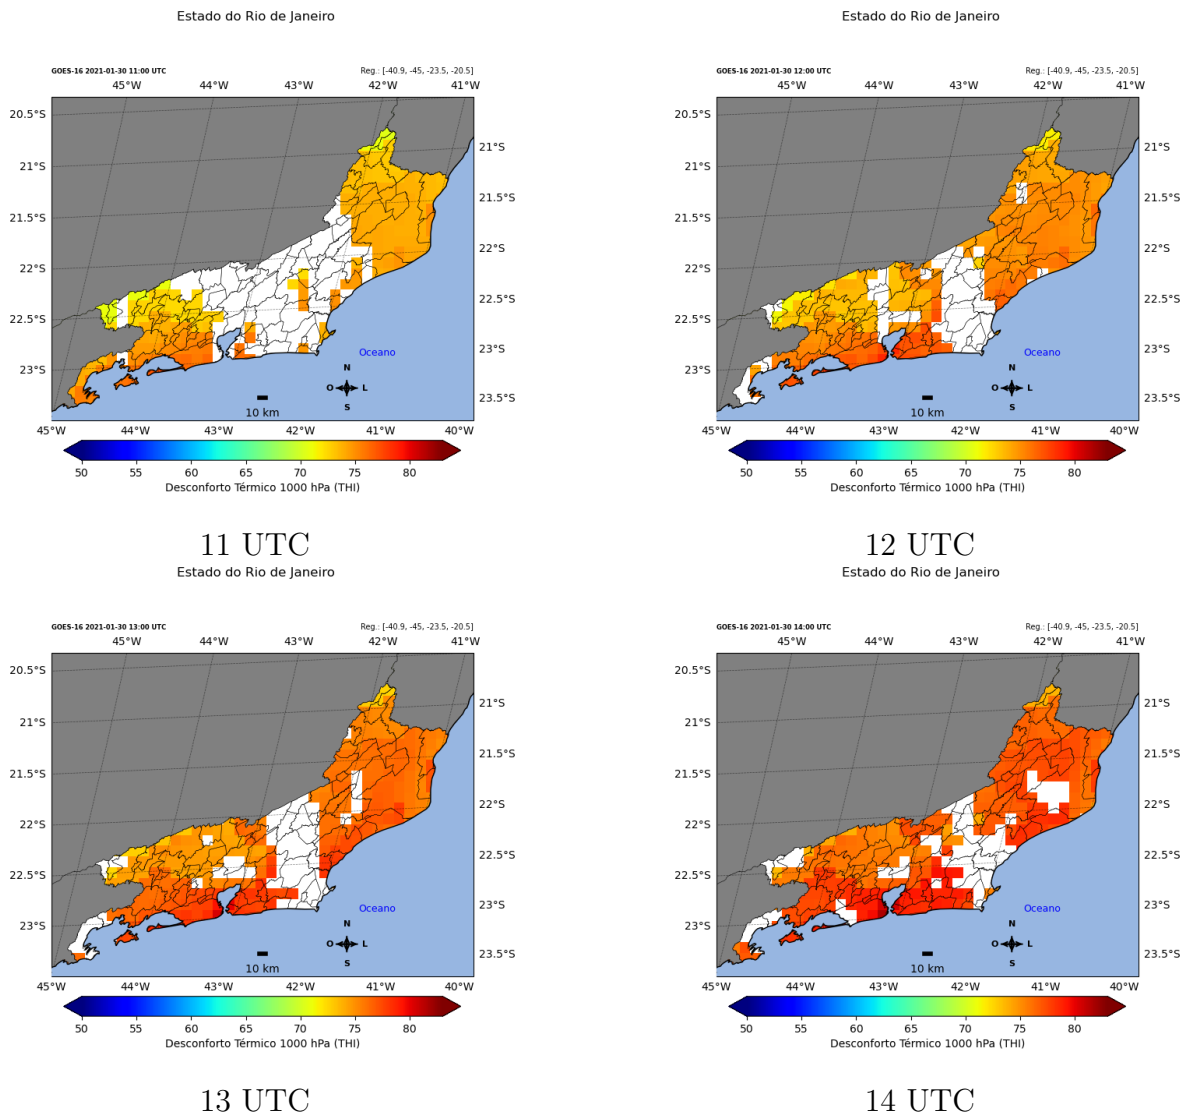 Estado do Rio de Janeiro
GOES-16 2021-01-30 11:00 UTC Reg.: [-40.9, -45, -23.5, -20.5]
45°W 44°W 43°W 42°W 41°W
20.5°S
21°S 21°S
21.5°S 21.5°S
22°S 22°S
22.5°S 22.5°S
23°S 23°S
23.5°S
Oceano
N
O L
S
10 km
45°W 44°W 43°W 42°W 41°W 40°W
50 55 60 65 70 75 80
Desconforto Térmico 1000 hPa (THI)
11 UTC
Estado do Rio de Janeiro
GOES-16 2021-01-30 12:00 UTC Reg.: [-40.9, -45, -23.5, -20.5]
45°W 44°W 43°W 42°W 41°W
20.5°S
21°S 21°S
21.5°S 21.5°S
22°S 22°S
22.5°S 22.5°S
23°S 23°S
23.5°S
Oceano
N
O L
S
10 km
45°W 44°W 43°W 42°W 41°W 40°W
50 55 60 65 70 75 80
Desconforto Térmico 1000 hPa (THI)
12 UTC
Estado do Rio de Janeiro
GOES-16 2021-01-30 13:00 UTC Reg.: [-40.9, -45, -23.5, -20.5]
45°W 44°W 43°W 42°W 41°W
20.5°S
21°S 21°S
21.5°S 21.5°S
22°S 22°S
22.5°S 22.5°S
23°S 23°S
23.5°S
Oceano
N
O L
S
10 km
45°W 44°W 43°W 42°W 41°W 40°W
50 55 60 65 70 75 80
Desconforto Térmico 1000 hPa (THI)
13 UTC
Estado do Rio de Janeiro
GOES-16 2021-01-30 14:00 UTC Reg.: [-40.9, -45, -23.5, -20.5]
45°W 44°W 43°W 42°W 41°W
20.5°S
21°S 21°S
21.5°S 21.5°S
22°S 22°S
22.5°S 22.5°S
23°S 23°S
23.5°S
Oceano
N
O L
S
10 km
45°W 44°W 43°W 42°W 41°W 40°W
50 55 60 65 70 75 80
Desconforto Térmico 1000 hPa (THI)
14 UTC